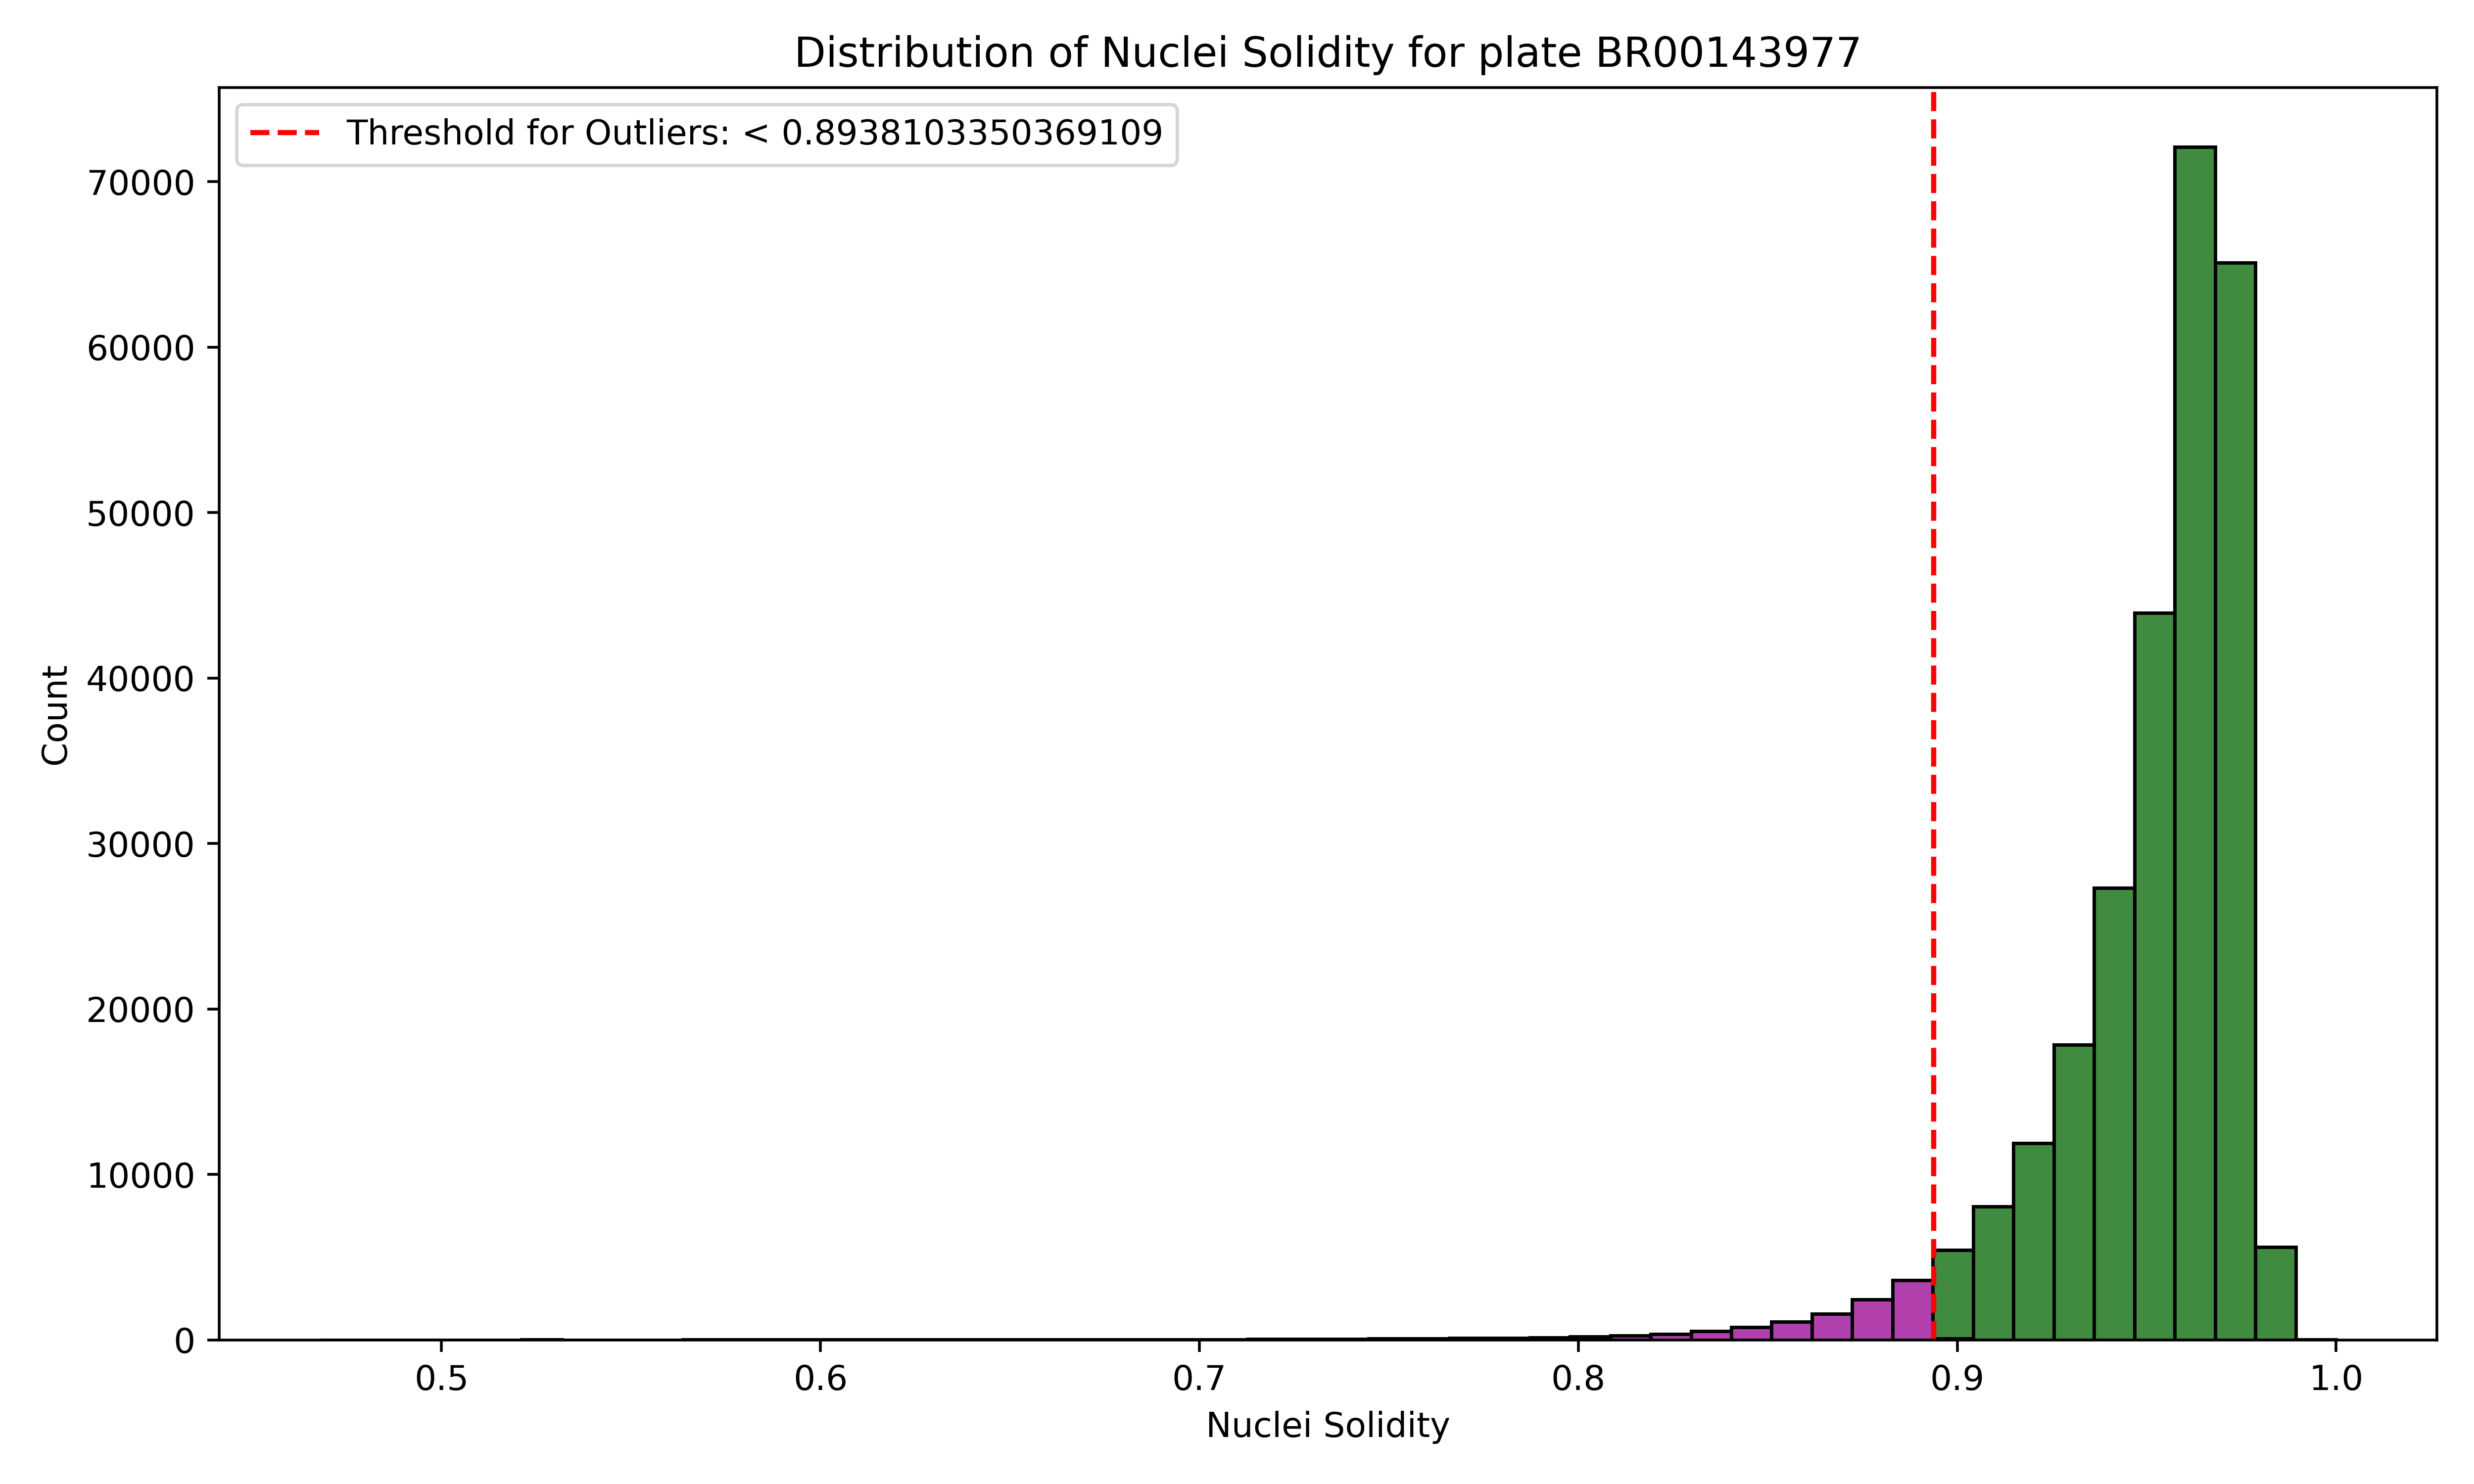 Distribution of Nuclei Solidity for plate BR00143977
Threshold for Outliers: < 0.8938103350369109
70000
60000
50000
40000
30000
20000
10000
0
Count
0.5 0.6 0.7 0.8 0.9 1.0
Nuclei Solidity